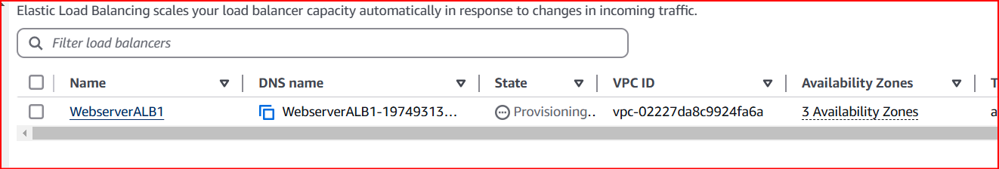 Elastic Load Balancing scales your load balancer capacity automatically in response to changes in incoming traffic.
Filter load balancers
Name DNS name State VPC ID Availability Zones T
WebserverALB1 WebserverALB1-19749313... Provisioning.. vpc-02227da8c9924fa6a 3 Availability Zones a